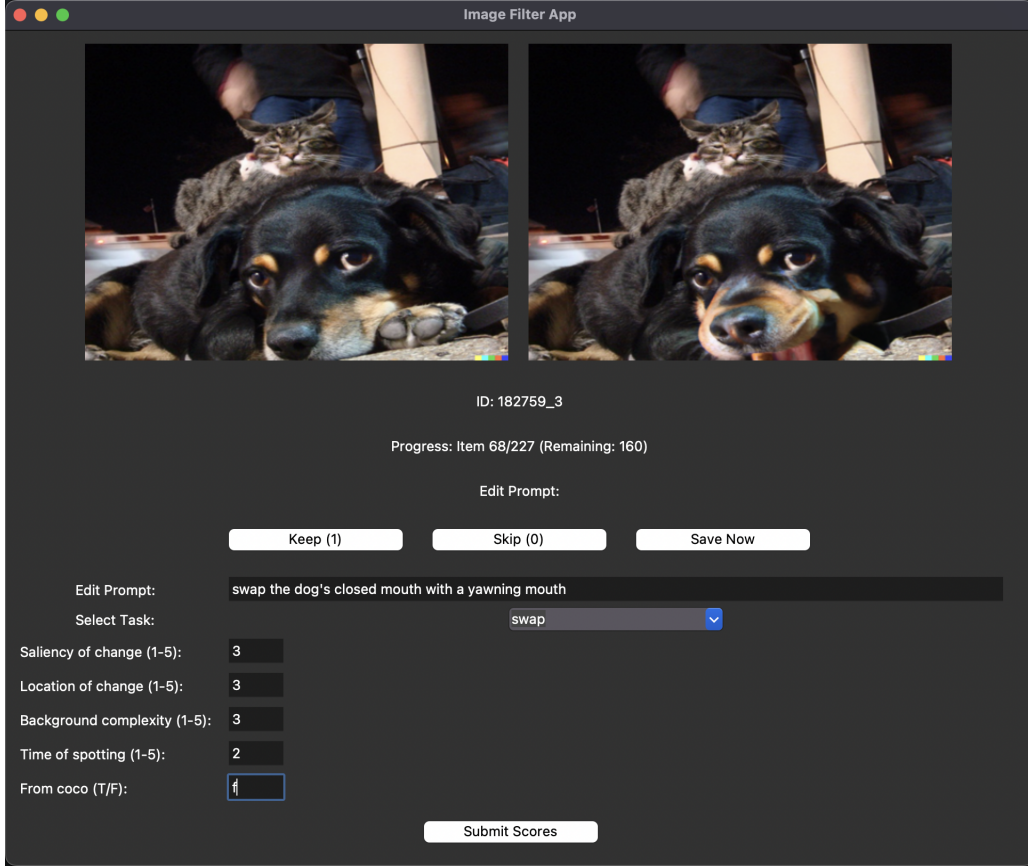 Image Filter App
ID: 182759_3
Progress: Item 68/227 (Remaining: 160)
Edit Prompt:
Keep (1) Skip (0) Save Now
Edit Prompt: swap the dog's closed mouth with a yawning mouth
Select Task: swap
Saliency of change (1-5): 3
Location of change (1-5): 3
Background complexity (1-5): 3
Time of spotting (1-5): 2
From coco (T/F): f
Submit Scores